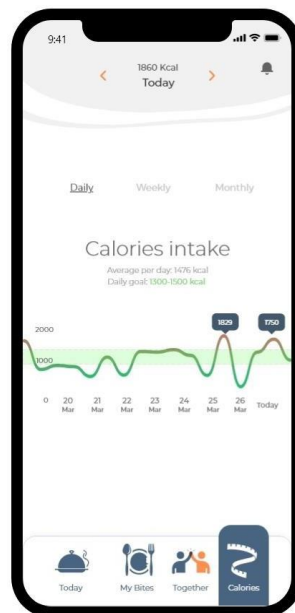 9:41
1860 Kcal
Today
Daily Weekly Monthly
Calories intake
Average per day: 1476 kcal
Daily goal: 1300-1500 kcal
1829 1750
2000
1000
0 20 Mar 21 Mar 22 Mar 23 Mar 24 Mar 25 Mar 26 Mar Today
Today My Bites Together Calories